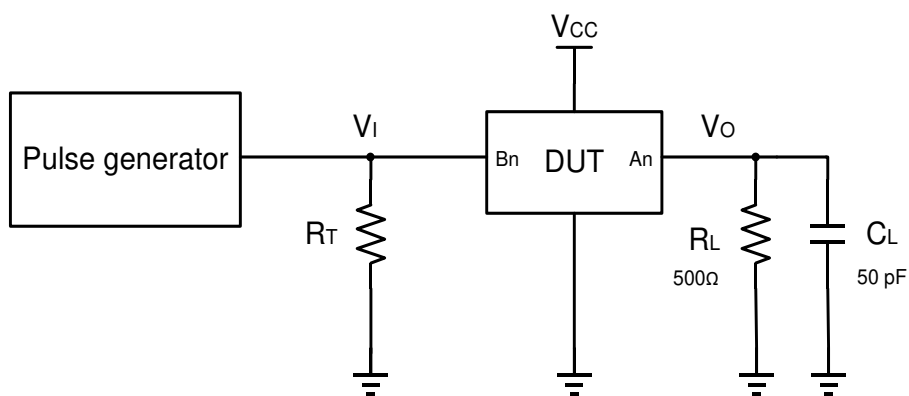 VCC
Pulse generator
VI
Bn
DUT
An
VO
RT
RL
500Ω
CL
50 pF